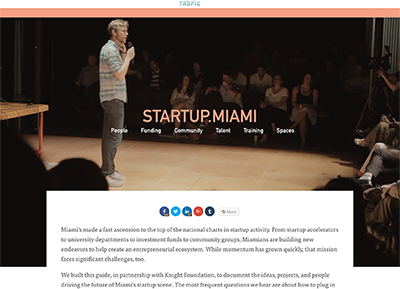 TROPIC
STARTUP.MIAMI
People Funding Community Talent Training Spaces
More
Miami's made a fast ascension to the top of the national charts in startup activity. From startup accelerators
to university departments to investment funds to community groups, Miamians are building new
endeavors to help create an entrepreneurial ecosystem. While momentum has grown quickly, that mission
faces significant challenges, too.
We built this guide, in partnership with Knight Foundation, to document the ideas, projects, and people
driving the future of Miami's startup scene. The most frequent questions we hear are about how to plug in